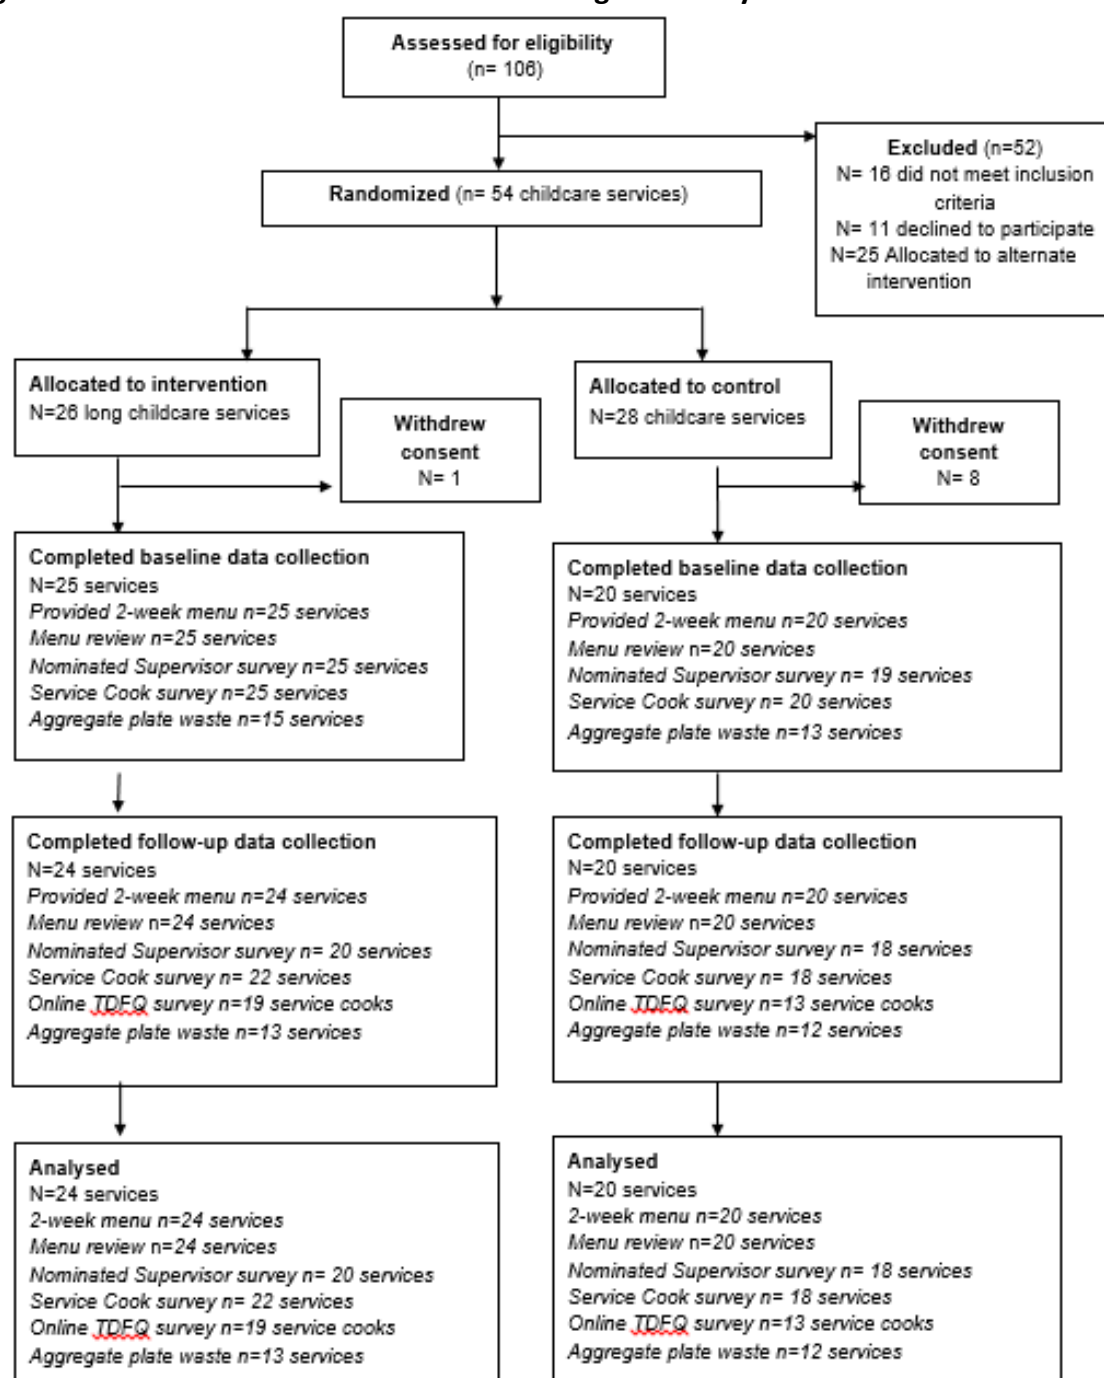 Assessed for eligibility
(n= 106)
Excluded (n=52)
N= 16 did not meet inclusion
criteria
N= 11 declined to participate
N=25 Allocated to alternate
intervention
Randomized (n= 54 childcare services)
Allocated to intervention
N=26 long childcare services
Withdrew
consent
N= 1
Allocated to control
N=28 childcare services
Withdrew
consent
N= 8
Completed baseline data collection
N=25 services
Provided 2-week menu n=25 services
Menu review n=25 services
Nominated Supervisor survey n=25 services
Service Cook survey n=25 services
Aggregate plate waste n=15 services
Completed baseline data collection
N=20 services
Provided 2-week menu n=20 services
Menu review n=20 services
Nominated Supervisor survey n= 19 services
Service Cook survey n= 20 services
Aggregate plate waste n=13 services
Completed follow-up data collection
N=24 services
Provided 2-week menu n=24 services
Menu review n=24 services
Nominated Supervisor survey n= 20 services
Service Cook survey n= 22 services
Online TDFQ survey n=19 service cooks
Aggregate plate waste n=13 services
Completed follow-up data collection
N=20 services
Provided 2-week menu n=20 services
Menu review n=20 services
Nominated Supervisor survey n= 18 services
Service Cook survey n= 18 services
Online TDFQ survey n=13 service cooks
Aggregate plate waste n=12 services
Analysed
N=24 services
2-week menu n=24 services
Menu review n=24 services
Nominated Supervisor survey n= 20 services
Service Cook survey n= 22 services
Online TDFQ survey n=19 service cooks
Aggregate plate waste n=13 services
Analysed
N=20 services
2-week menu n=20 services
Menu review n=20 services
Nominated Supervisor survey n= 18 services
Service Cook survey n= 18 services
Online TDFQ survey n=13 service cooks
Aggregate plate waste n=12 services